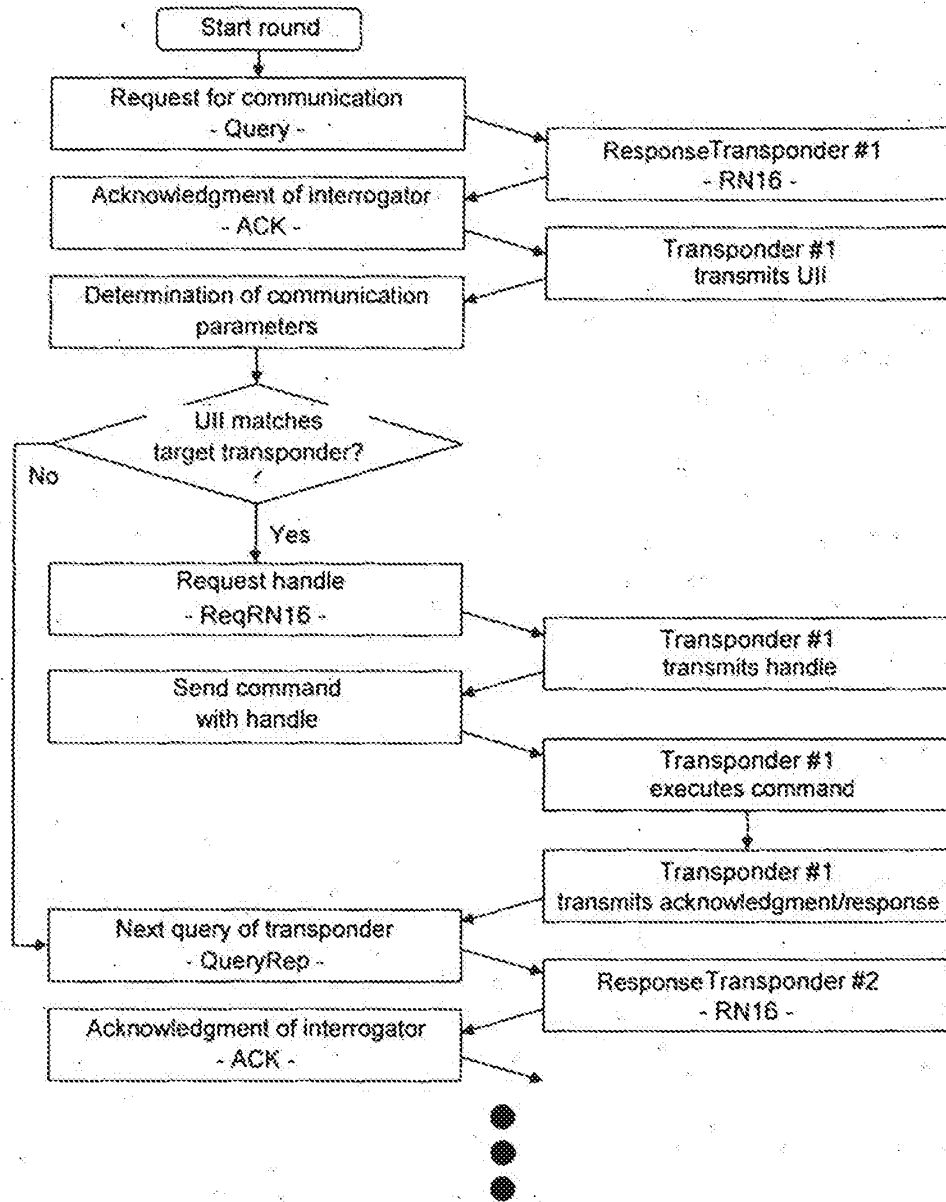 Start round
Request for communication
- Query -
ResponseTransponder #1
- RN16 -
Acknowledgment of interrogator
- ACK -
Transponder #1
transmits UII
Determination of communication
parameters
UII matches
target transponder?
No
Yes
Request handle
- ReqRN16 -
Transponder #1
transmits handle
Send command
with handle
Transponder #1
executes command
Transponder #1
transmits acknowledgment/response
Next query of transponder
- QueryRep -
ResponseTransponder #2
- RN16 -
Acknowledgment of interrogator
- ACK -